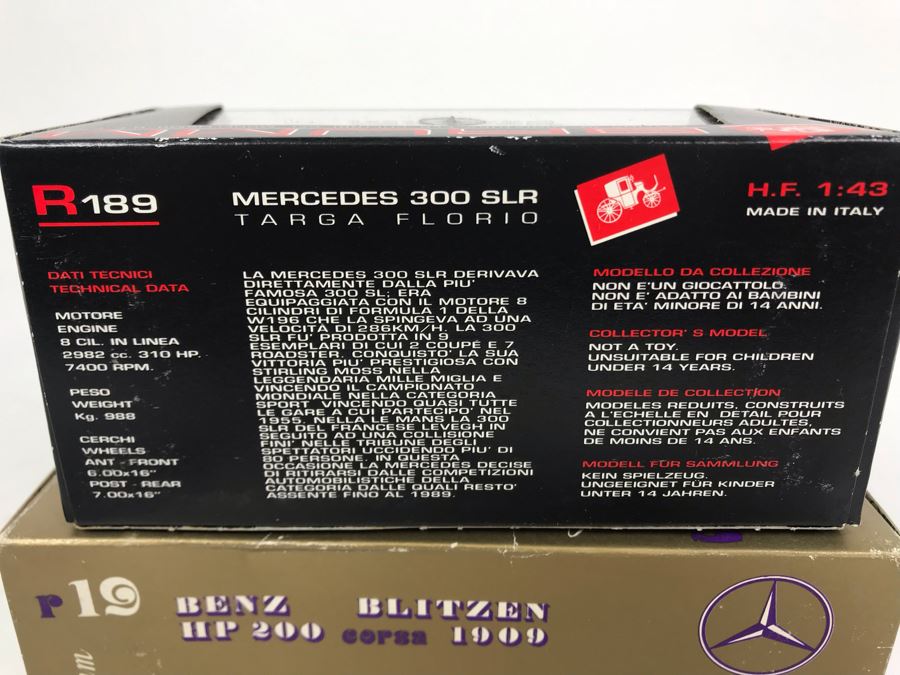 R189
MERCEDES 300 SLR
TARGA FLORIO
H.F. 1:43
MADE IN ITALY
DATI TECNICI
TECHNICAL DATA
MOTORE
ENGINE
8 CIL. IN LINEA
2982 cc. 310 HP.
7400 RPM.
PESO
WEIGHT
Kg. 988
CERCHI
WHEELS
ANT - FRONT
6.00x16"
POST - REAR
7.00x16"
LA MERCEDES 300 SLR DERIVAVA
DIRETTAMENTE DALLA PIU'
FAMOSA 300 SL: ERA
EQUIPAGGIATA CON IL MOTORE 8
CILINDRI DI FORMULA 1 DELLA
W196 CHE LA SPINGEVA AD UNA
VELOCITA DI 286KM/H. LA 300
SLR FU' PRODOTTA IN 9
ESEMPLARI DI CUI 2 COUPÉ E 7
ROADSTER. CONQUISTO' LA SUA
VITTORIA PIU' PRESTIGIOSA CON
STIRLING MOSS NELLA
LEGGENDARIA MILLE MIGLIA E
VINCENDO IL CAMPIONATO
MONDIALE NELLA CATEGORIA
SPORT, VINCENDO QUASI TUTTE
LE GARE A CUI PARTECIPO' NEL
1955. NELLA LE MANS LA 300
SLR DEL FRANCESE LEVEGH IN
SEGUITO AD UNA COLLISIONE
FINI' NELLE TRIBUNE DEGLI
SPETTATORI UCCIDENDO PIU' DI
80 PERSONE. IN QUESTA
OCCASIONE LA MERCEDES DECISE
DI RITIRARSI DALLE COMPETIZIONI
AUTOMOBILISTICHE DELLA
CATEGORIA DALLE QUALI RESTO'
ASSENTE FINO AL 1989.
MODELLO DA COLLEZIONE
NON E'UN GIOCATTOLO.
NON E' ADATTO AI BAMBINI
DI ETA' MINORE DI 14 ANNI.
COLLECTOR' S MODEL
NOT A TOY.
UNSUITABLE FOR CHILDREN
UNDER 14 YEARS.
MODELE DE COLLECTION
MODELES REDUITS, CONSTRUITS
A L'ECHELLE EN DETAIL POUR
COLLECTIONNEURS ADULTES,
NE CONVIENT PAS AUX ENFANTS
DE MOINS DE 14 ANS.
MODELL FÜR SAMMLUNG
KEIN SPIELZEUG.
UNGEEIGNET FÜR KINDER
UNTER 14 JAHREN.
r 19
BENZ BLITZEN
HP 200 corsa 1909